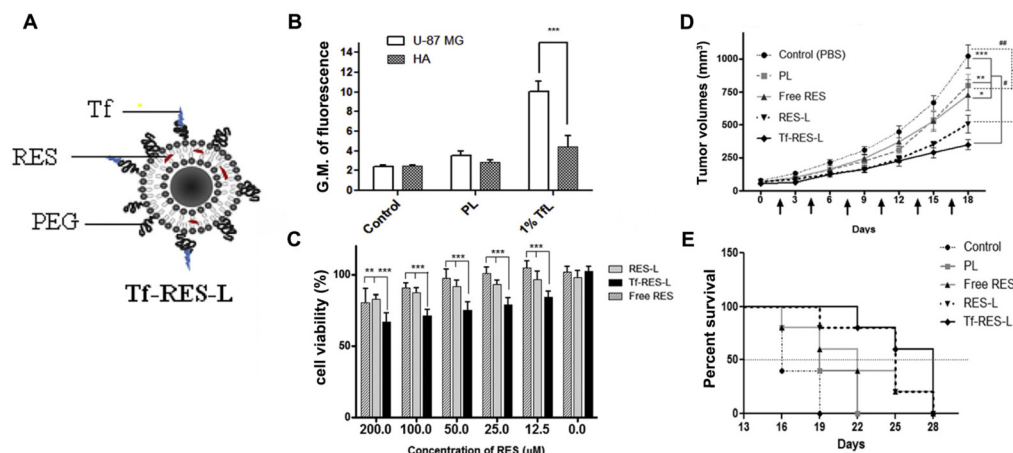 A
Tf
RES
PEG
Tf-RES-L
B
U-87 MG
HA
***
G.M. of fluorescence
14
12
10
8
6
4
2
0
Control
PL
1% TfL
C
RES-L
Tf-RES-L
Free RES
** ***
***
***
***
***
cell viability (%)
100
50
0
200.0 100.0 50.0 25.0 12.5 0.0
Concentration of RES (μM)
D
Control (PBS)
PL
Free RES
RES-L
Tf-RES-L
##
***
**
#
*
Tumor volumes (mm³)
1000
750
500
250
0
0 3 6 9 12 15 18
Days
E
Control
PL
Free RES
RES-L
Tf-RES-L
Percent survival
150
100
50
0
13 16 19 22 25 28
Days